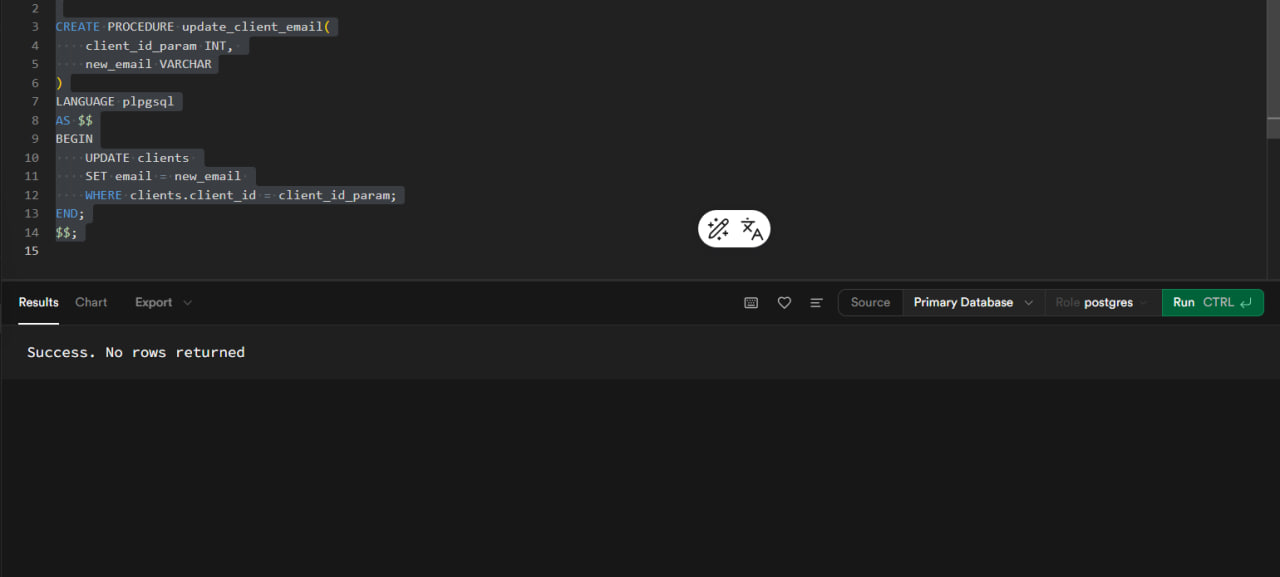 2
3 CREATE PROCEDURE update_client_email(
4     client_id_param INT,
5     new_email VARCHAR
6 )
7 LANGUAGE plpgsql
8 AS $$
9 BEGIN
10     UPDATE clients
11     SET email = new_email
12     WHERE clients.client_id = client_id_param;
13 END;
14 $$;
15
Results Chart Export Source Primary Database Role postgres Run CTRL
Success. No rows returned